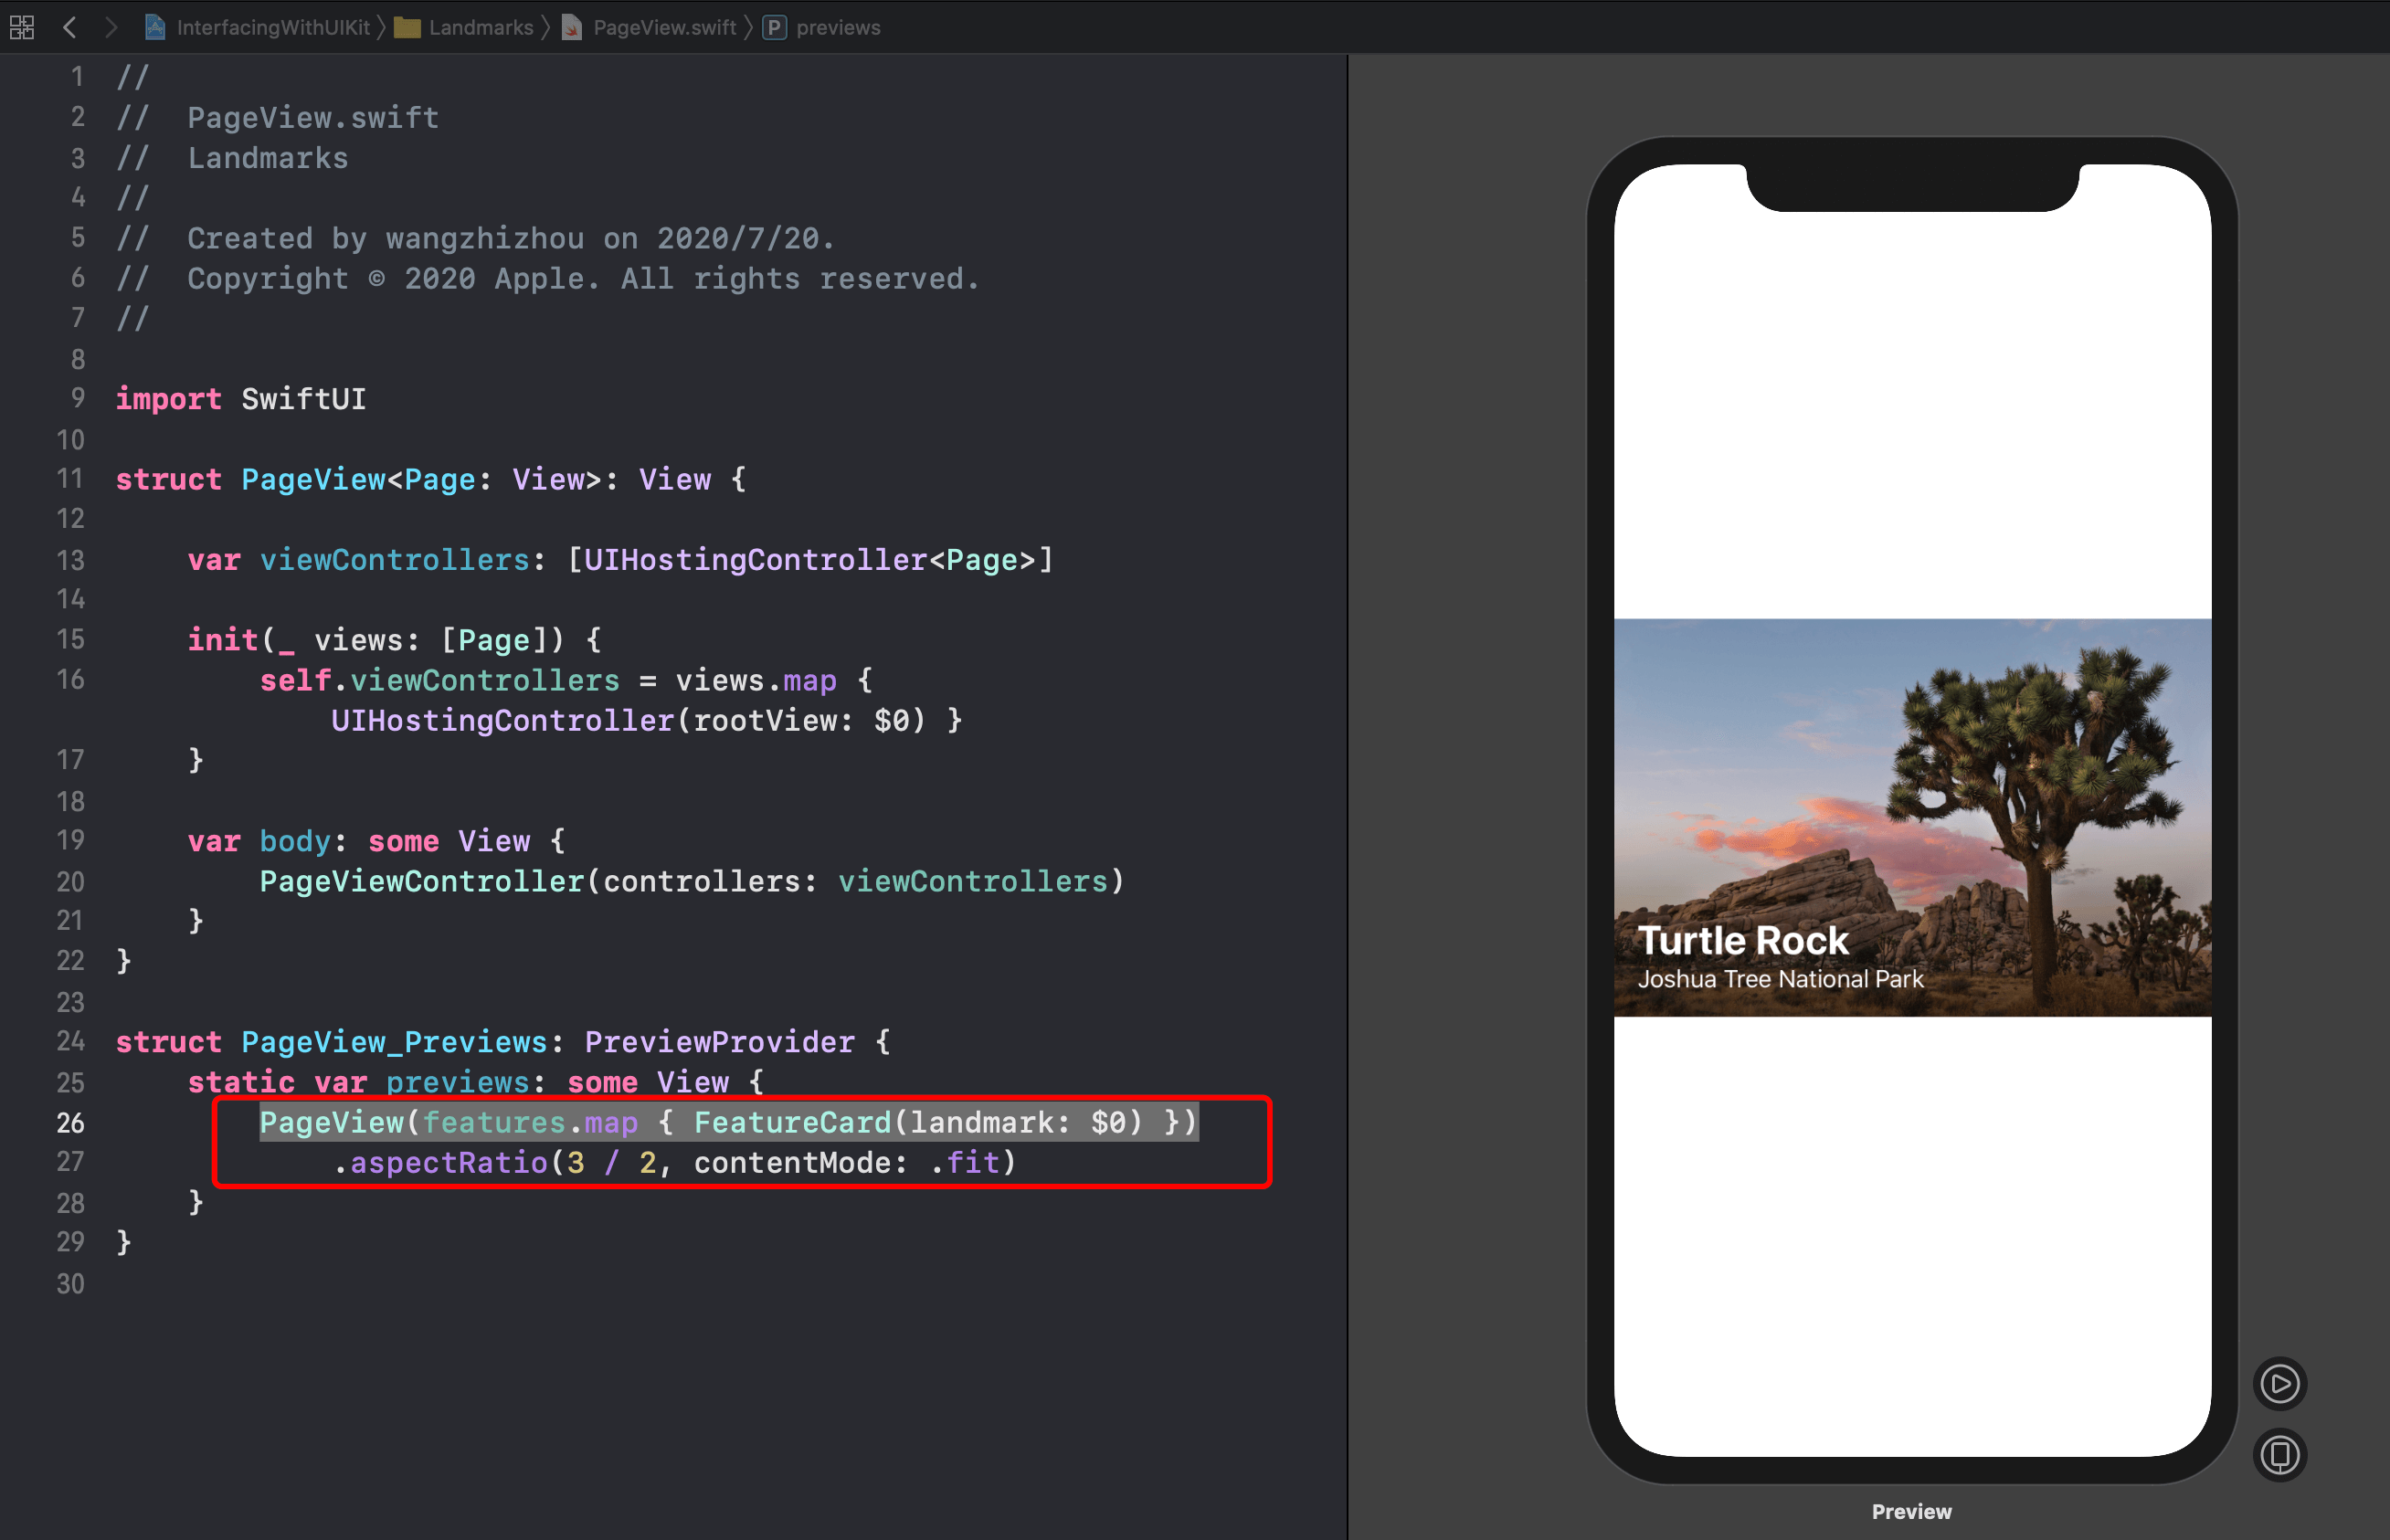 InterfacingWithUIKit 〉 Landmarks 〉 PageView.swift 〉 P previews
1 //
2 //  PageView.swift
3 //  Landmarks
4 //
5 //  Created by wangzhizhou on 2020/7/20.
6 //  Copyright © 2020 Apple. All rights reserved.
7 //
8
9 import SwiftUI
10
11 struct PageView<Page: View>: View {
12
13     var viewControllers: [UIHostingController<Page>]
14
15     init(_ views: [Page]) {
16         self.viewControllers = views.map {
            UIHostingController(rootView: $0) }
17     }
18
19     var body: some View {
20         PageViewController(controllers: viewControllers)
21     }
22 }
23
24 struct PageView_Previews: PreviewProvider {
25     static var previews: some View {
26         PageView(features.map { FeatureCard(landmark: $0) })
27             .aspectRatio(3 / 2, contentMode: .fit)
28     }
29 }
30
Turtle Rock
Joshua Tree National Park
Preview